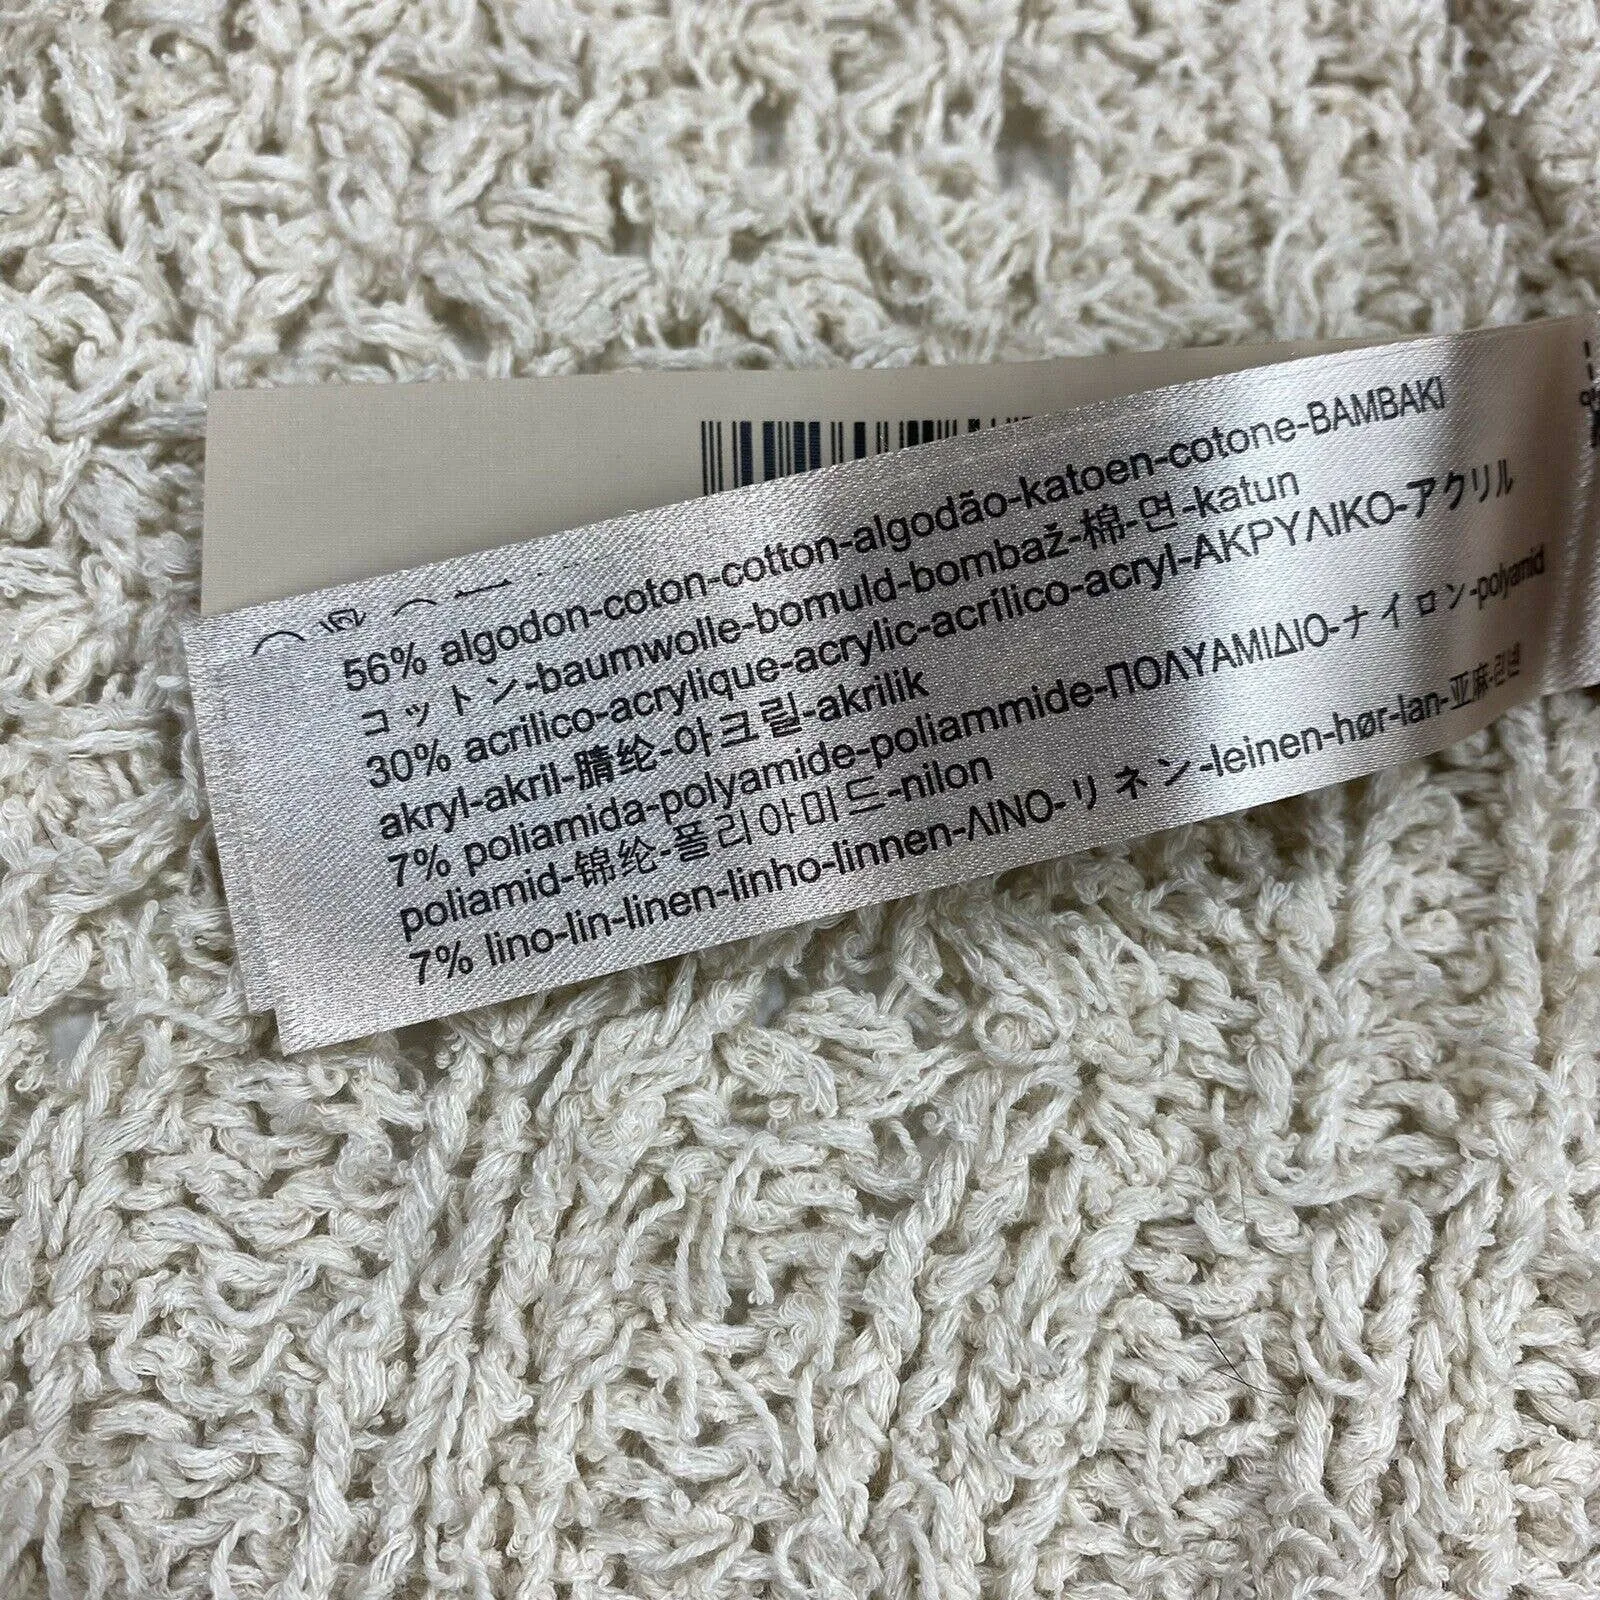 56% algodon-coton-cotton-algodão-katoen-cotone-BAMBAKI
コットン-baumwolle-bomuld-bombaž-棉-면-katun
30% acrilico-acrylique-acrylic-acrílico-acryl-ΑΚΡΥΛΙΚΟ-アクリル
akryl-akril-腈纶-아크릴-akrilik
7% poliamida-polyamide-poliammide-ΠΟΛΥΑΜΙΔΙΟ-ナイロン-polyamid
poliamid-锦纶-폴리아미드-nilon
7% lino-lin-linen-linho-linnen-ΛΙΝΟ-リネン-leinen-hør-lan-亚麻-린넨